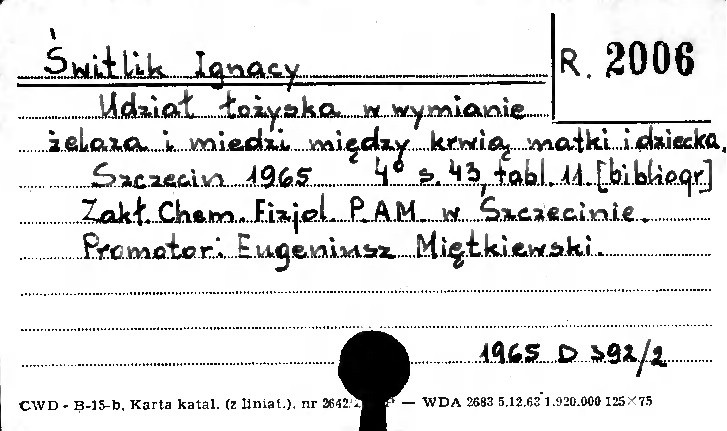 Świtlik Ignacy
R. 2006
Udział łożyska w wymianie
żelaza i miedzi między krwią matki i dziecka.
Szczecin 1965 4° s. 43, tabl. 11. [bibliogr]
Zakł. Chem. Fizjol. P.A.M. w Szczecinie.
Promotor: Eugeniusz Miętkiewski.
1965 D 392/2
CWD - B-15-b, Karta katal. (z liniat.), nr 2642 — WDA 2683 5.12.63 1.920.000 125×75